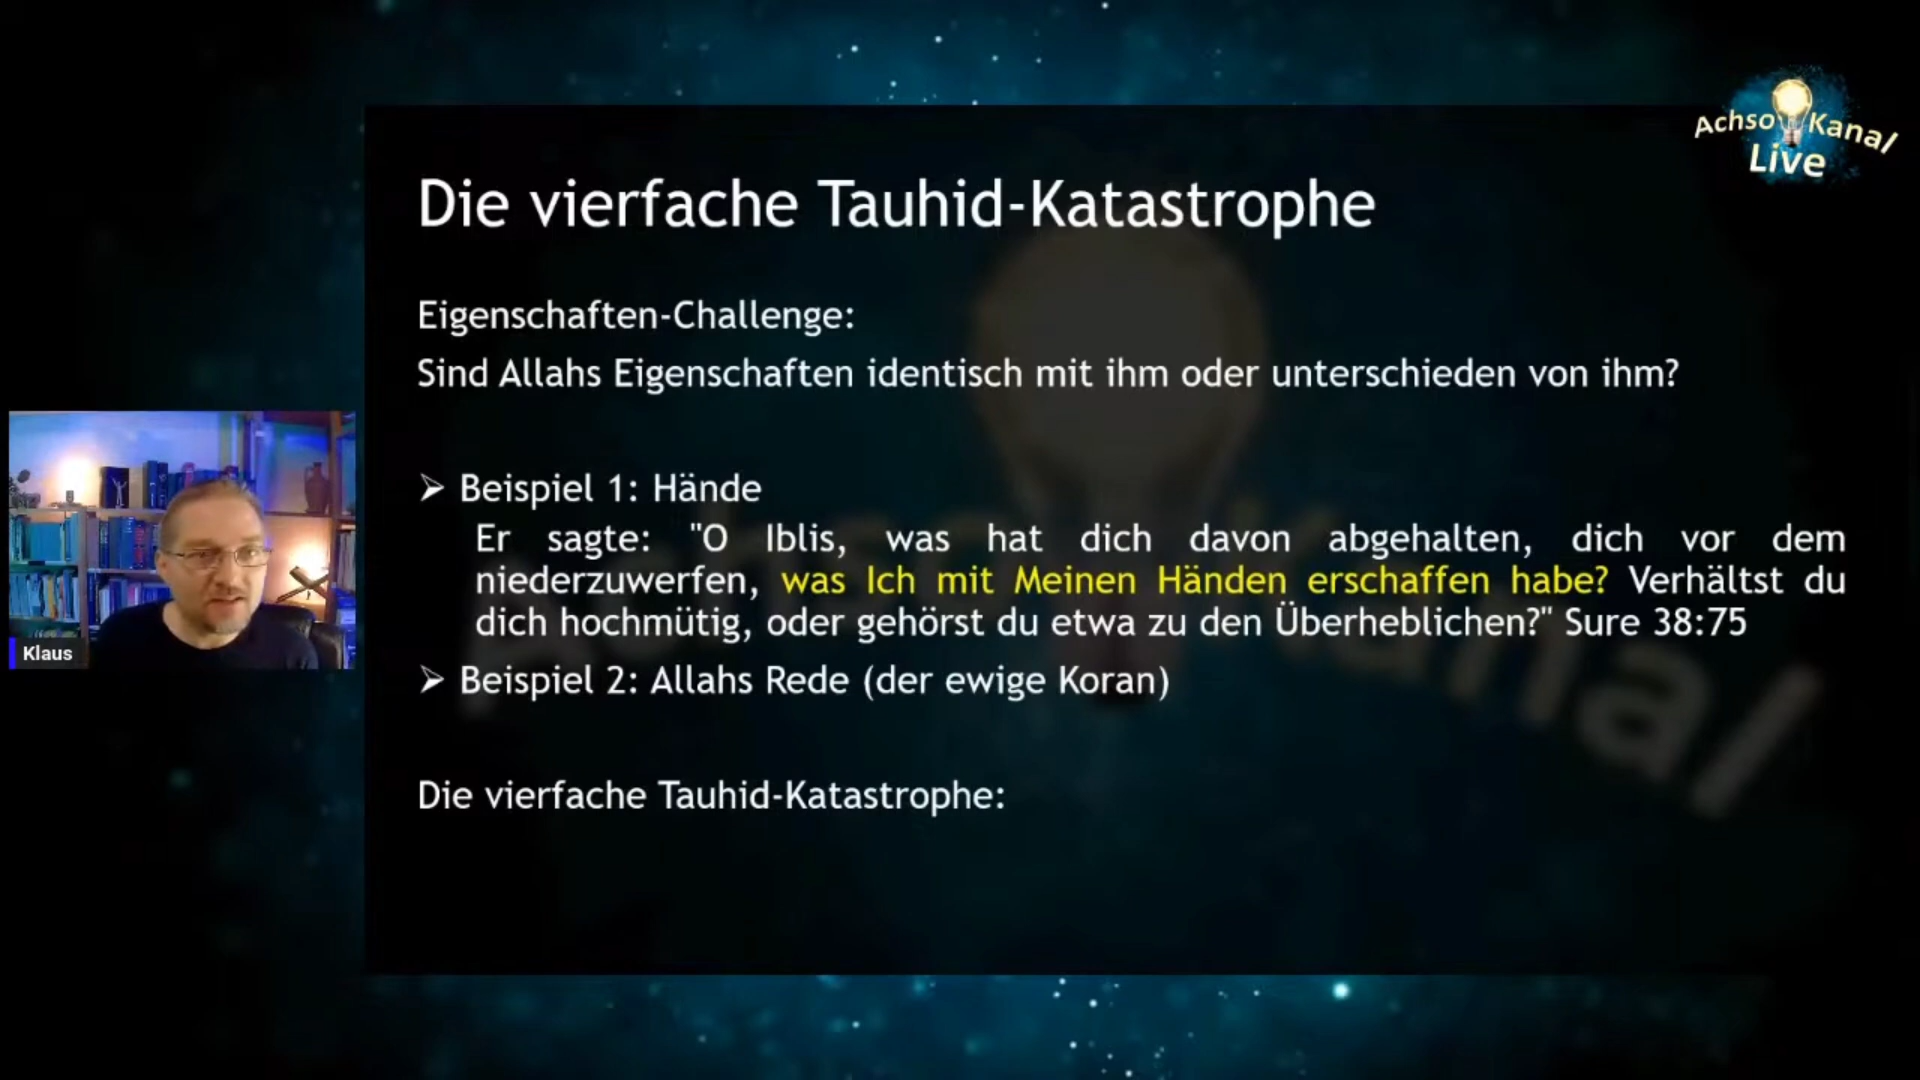 Achso Kanal
Live
Die vierfache Tauhid-Katastrophe
Eigenschaften-Challenge:
Sind Allahs Eigenschaften identisch mit ihm oder unterschieden von ihm?
➢ Beispiel 1: Hände
Er sagte: "O Iblis, was hat dich davon abgehalten, dich vor dem
niederzuwerfen, was Ich mit Meinen Händen erschaffen habe? Verhältst du
dich hochmütig, oder gehörst du etwa zu den Überheblichen?" Sure 38:75
➢ Beispiel 2: Allahs Rede (der ewige Koran)
Die vierfache Tauhid-Katastrophe:
Klaus